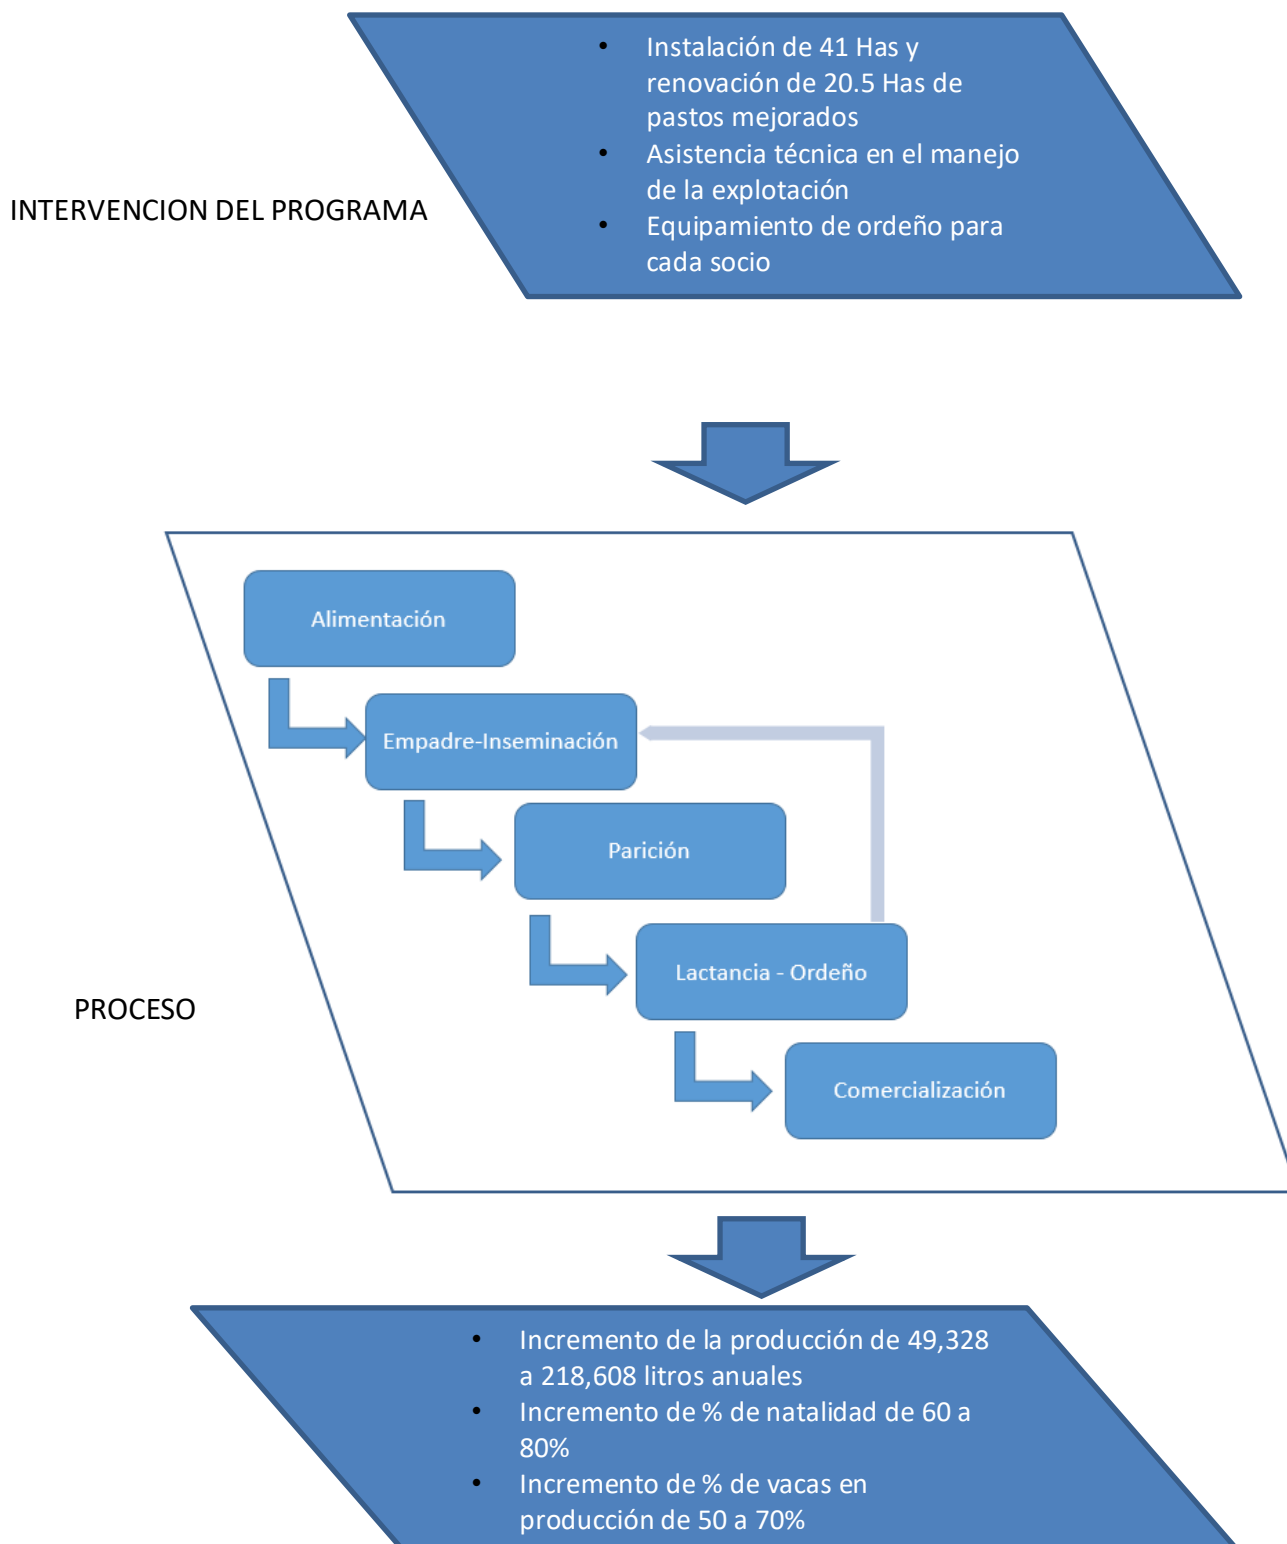 • Instalación de 41 Has y
renovación de 20.5 Has de
pastos mejorados
• Asistencia técnica en el manejo
de la explotación
• Equipamiento de ordeño para
cada socio
INTERVENCION DEL PROGRAMA
Alimentación
Empadre-Inseminación
Parición
Lactancia - Ordeño
Comercialización
PROCESO
• Incremento de la producción de 49,328
a 218,608 litros anuales
• Incremento de % de natalidad de 60 a
80%
• Incremento de % de vacas en
producción de 50 a 70%